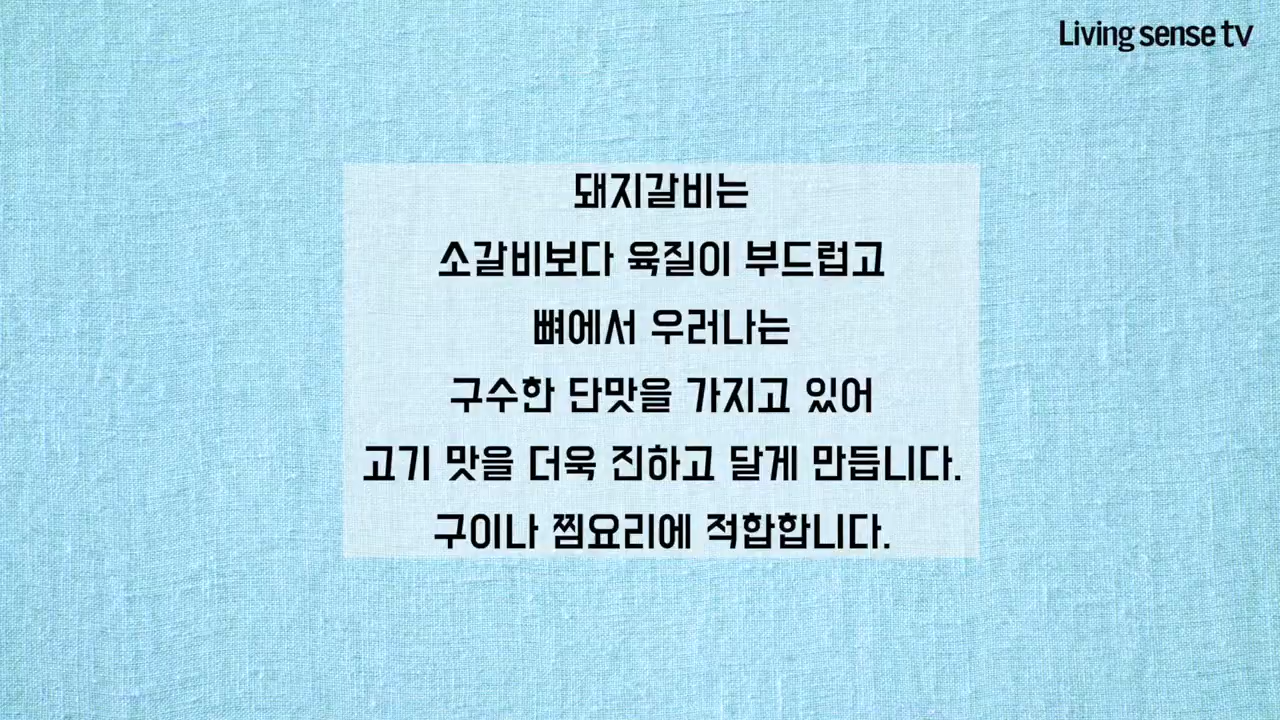 Living sense tv
돼지갈비는
소갈비보다 육질이 부드럽고
뼈에서 우러나는
구수한 단맛을 가지고 있어
고기 맛을 더욱 진하고 달게 만듭니다.
구이나 찜요리에 적합합니다.